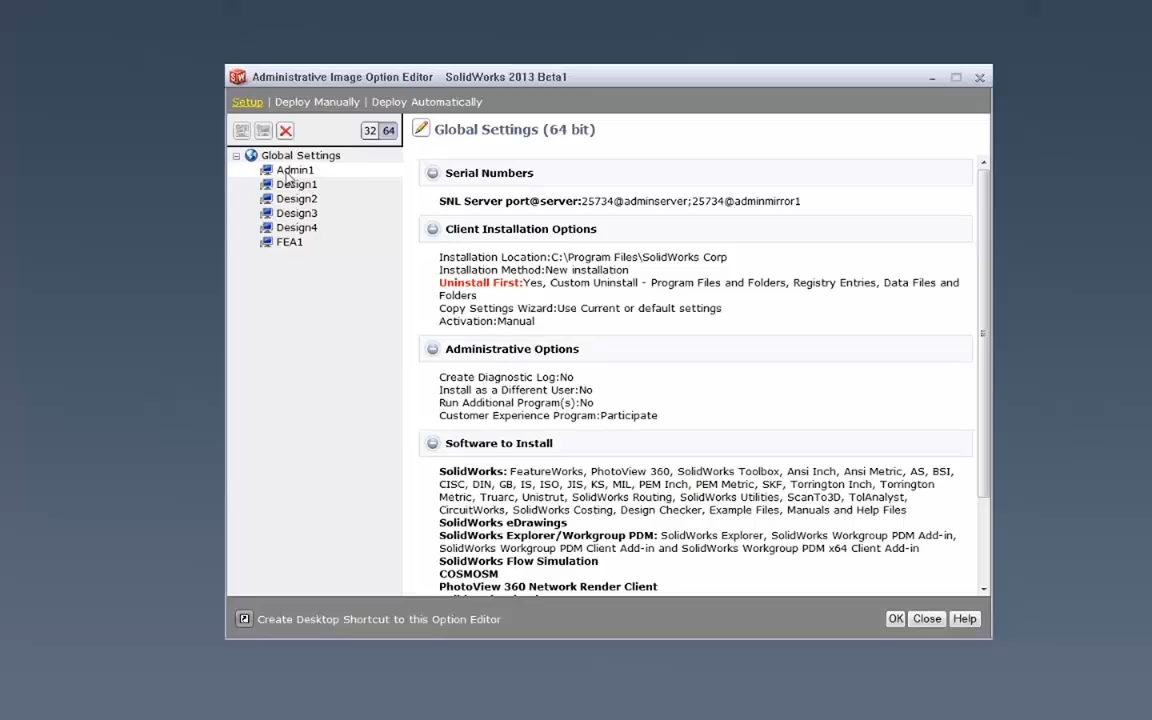 Administrative Image Option Editor SolidWorks 2013 Beta1
Setup | Deploy Manually | Deploy Automatically
32 64
Global Settings (64 bit)
Global Settings
Admin1
Design1
Design2
Design3
Design4
FEA1
Serial Numbers
SNL Server port@server:25734@adminserver;25734@adminmirror1
Client Installation Options
Installation Location:C:\Program Files\SolidWorks Corp
Installation Method:New installation
Uninstall First:Yes, Custom Uninstall - Program Files and Folders, Registry Entries, Data Files and
Folders
Copy Settings Wizard:Use Current or default settings
Activation:Manual
Administrative Options
Create Diagnostic Log:No
Install as a Different User:No
Run Additional Program(s):No
Customer Experience Program:Participate
Software to Install
SolidWorks: FeatureWorks, PhotoView 360, SolidWorks Toolbox, Ansi Inch, Ansi Metric, AS, BSI,
CISC, DIN, GB, IS, ISO, JIS, KS, MIL, PEM Inch, PEM Metric, SKF, Torrington Inch, Torrington
Metric, Truarc, Unistrut, SolidWorks Routing, SolidWorks Utilities, ScanTo3D, TolAnalyst,
CircuitWorks, SolidWorks Costing, Design Checker, Example Files, Manuals and Help Files
SolidWorks eDrawings
SolidWorks Explorer/Workgroup PDM: SolidWorks Explorer, SolidWorks Workgroup PDM Add-in,
SolidWorks Workgroup PDM Client Add-in and SolidWorks Workgroup PDM x64 Client Add-in
SolidWorks Flow Simulation
COSMOSM
PhotoView 360 Network Render Client
Create Desktop Shortcut to this Option Editor
OK Close Help